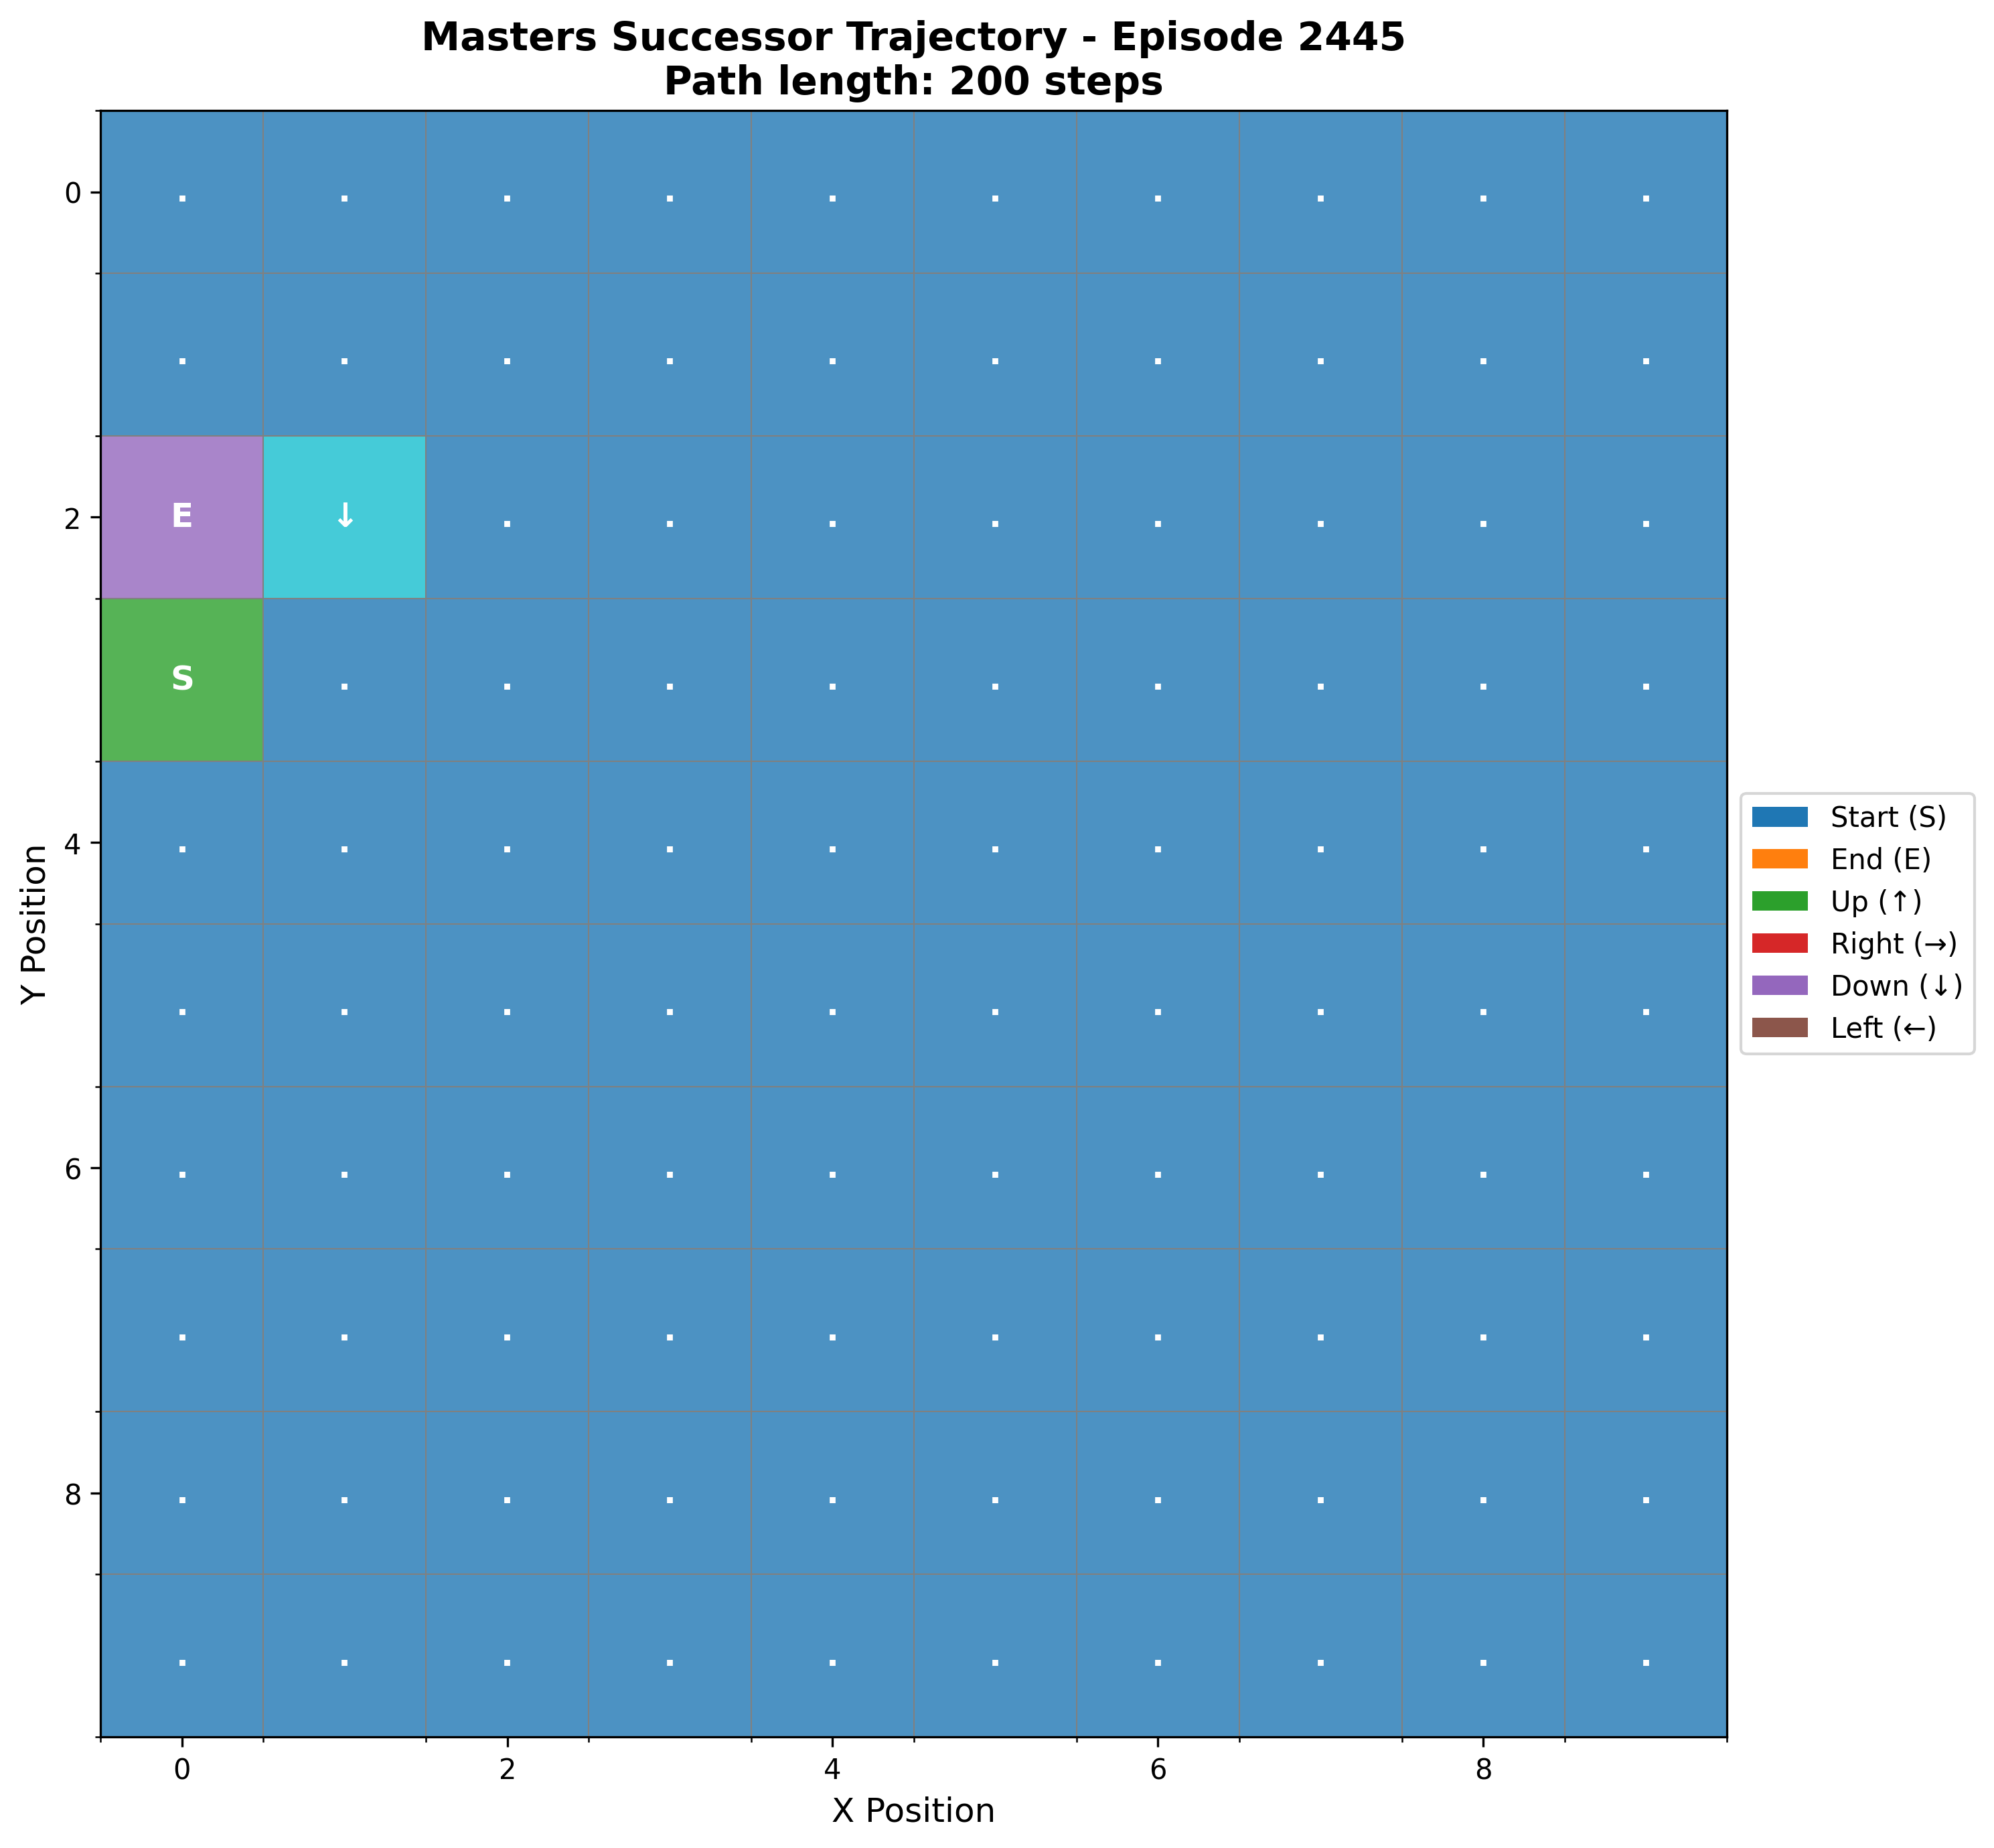 Masters Successor Trajectory - Episode 2445
Path length: 200 steps
0
2
E ↓
S
4
6
8
0 2 4 6 8
X Position
Y Position
Start (S)
End (E)
Up (↑)
Right (→)
Down (↓)
Left (←)